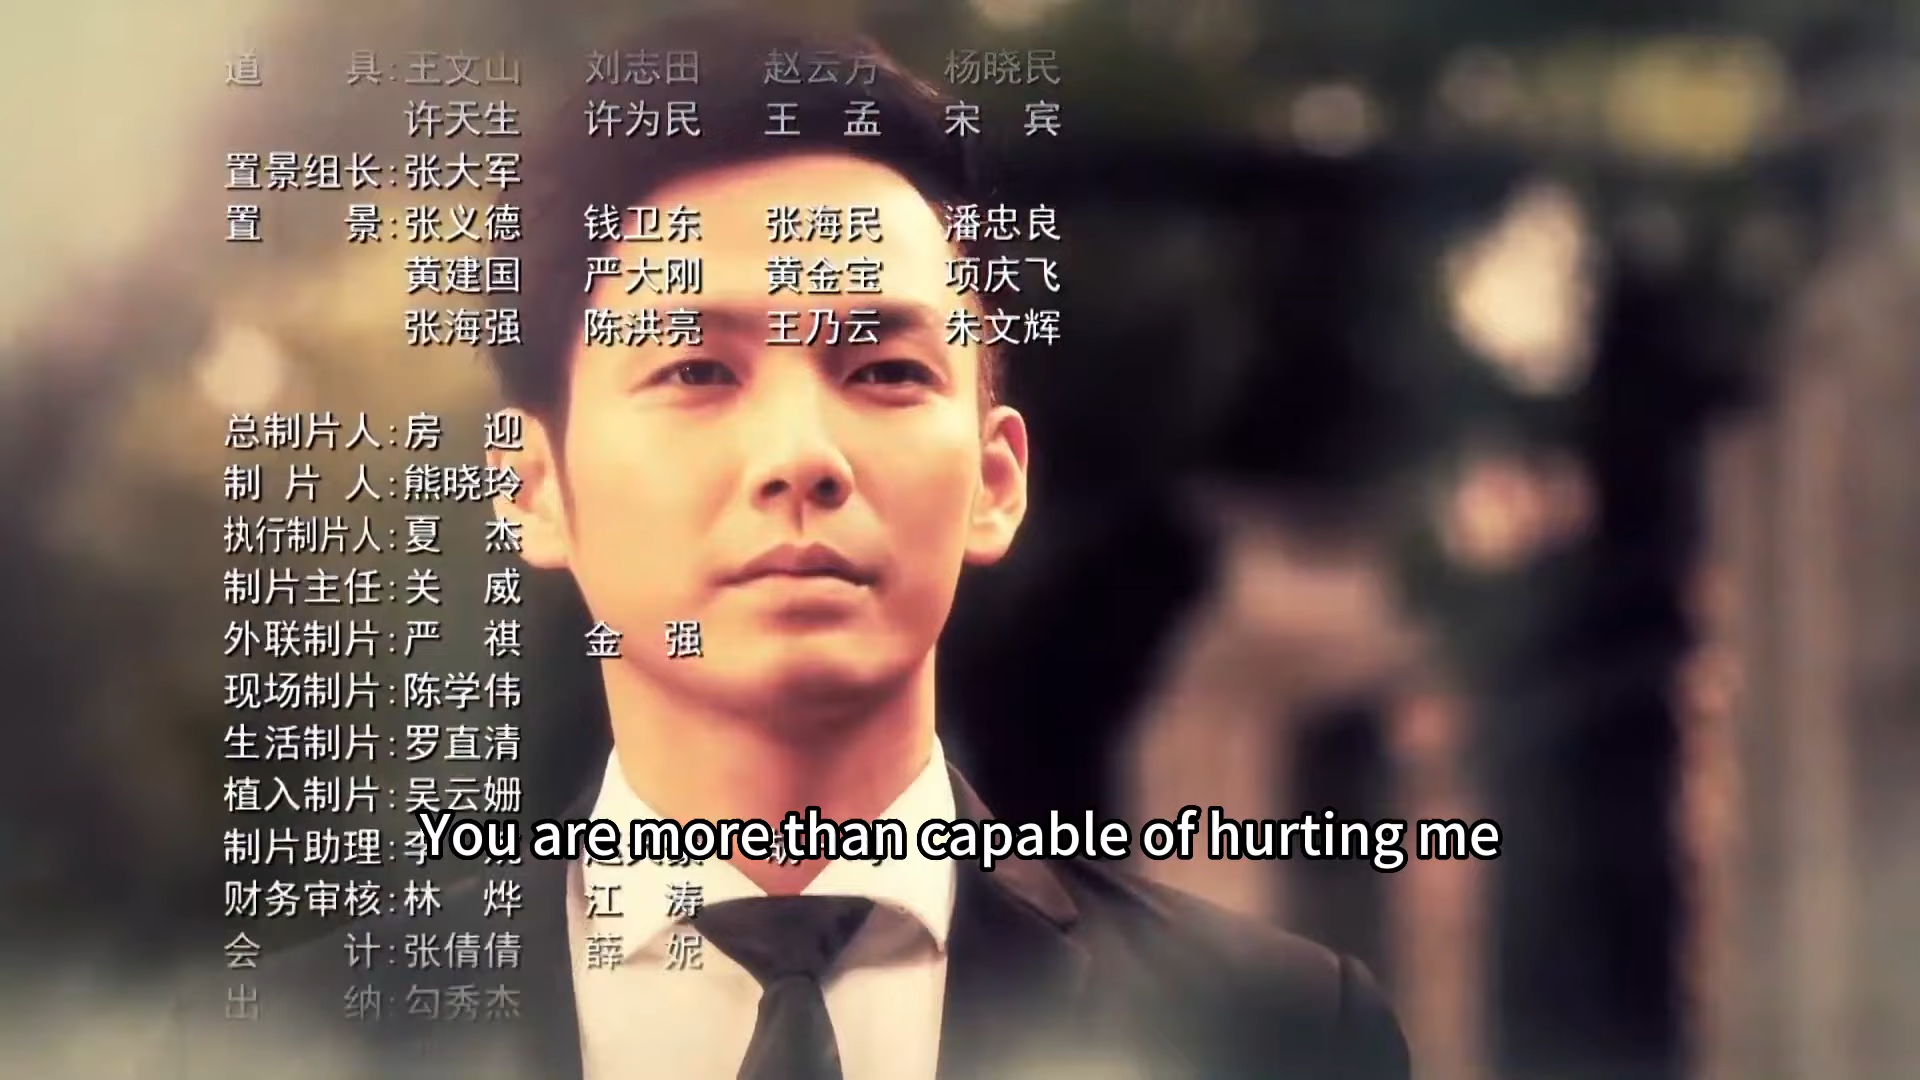 道具:王文山 刘志田 赵云方 杨晓民
许天生 许为民 王孟 宋宾
置景组长:张大军
置景:张义德 钱卫东 张海民 潘忠良
黄建国 严大刚 黄金宝 项庆飞
张海强 陈洪亮 王乃云 朱文辉
总制片人:房迎
制片人:熊晓玲
执行制片人:夏杰
制片主任:关威
外联制片:严祺 金强
现场制片:陈学伟
生活制片:罗直清
植入制片:吴云姗
制片助理:李
You are more than capable of hurting me
财务审核:林烨 江涛
会计:张倩倩 薛妮
出纳:勾秀杰